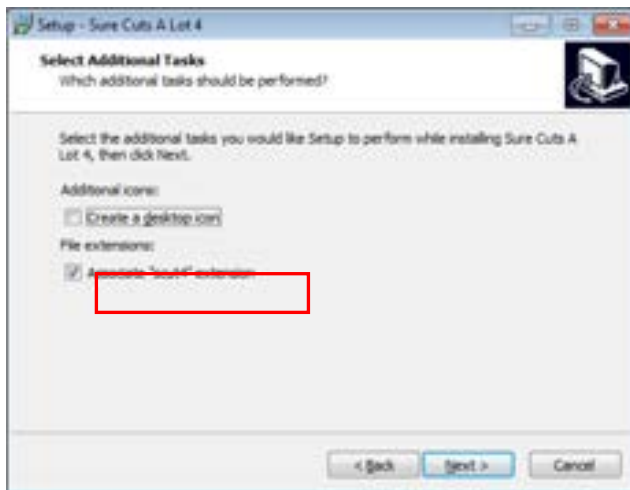 Setup - Sure Cuts A Lot 4
Select Additional Tasks
Which additional tasks should be performed?
Select the additional tasks you would like Setup to perform while installing Sure Cuts A
Lot 4, then click Next.
Additional icons:
Create a desktop icon
File extensions:
Associate "scut4" extension
< Back
Next >
Cancel